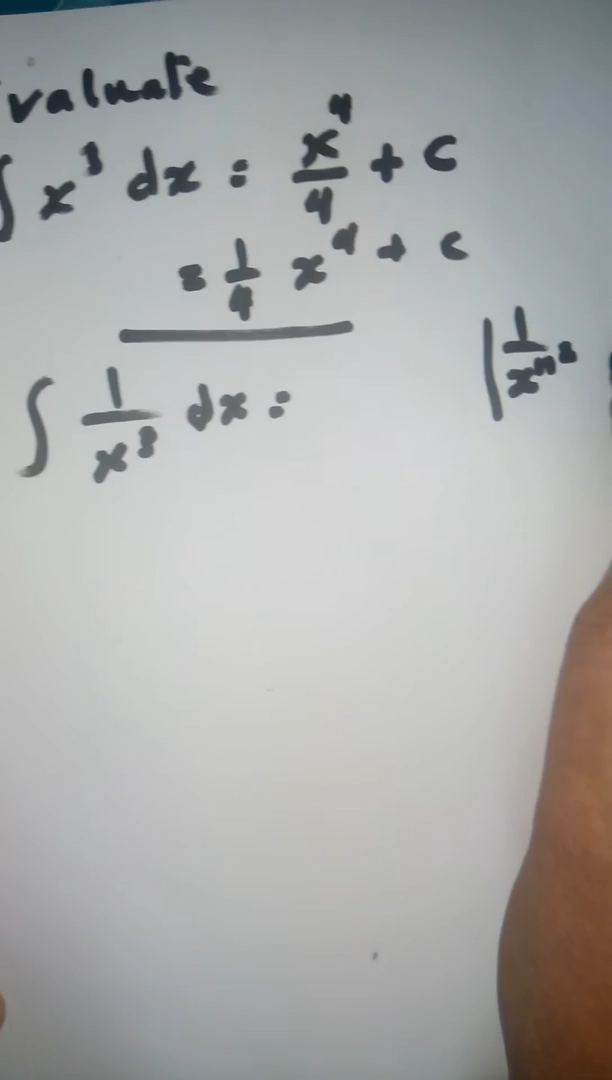 valuate
∫ x³ dx = x⁴/4 + c
= 1/4 x⁴ + c
∫ 1/x³ dx =
| 1/xⁿ =